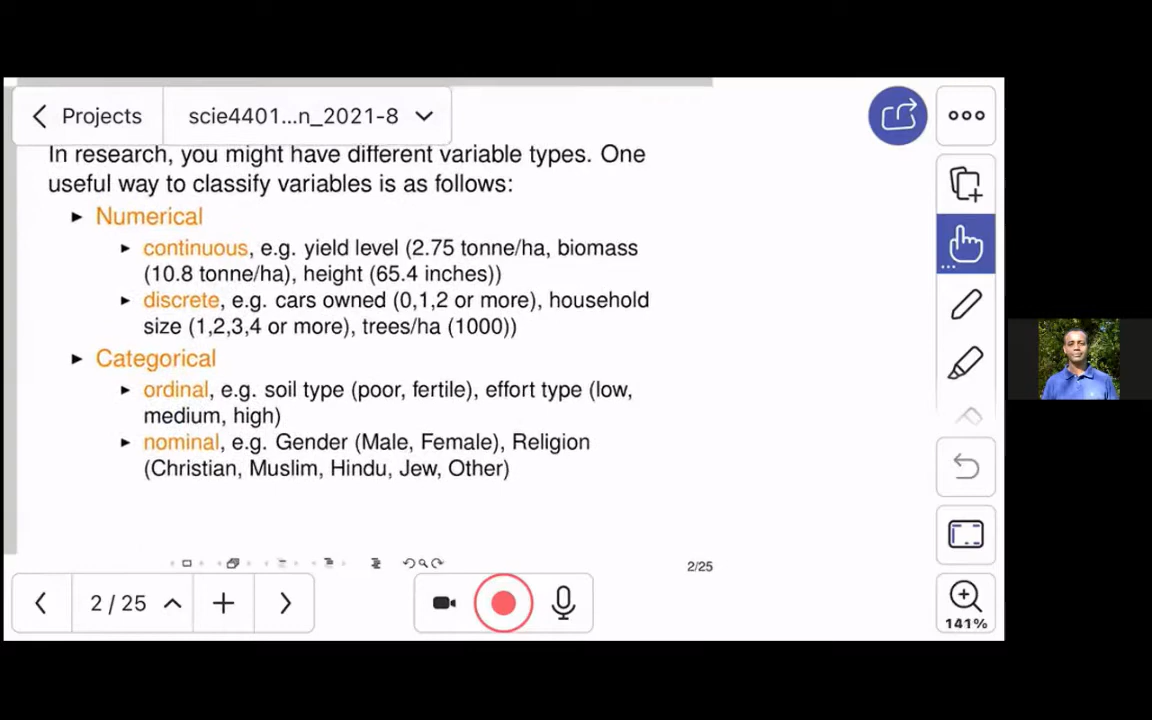 Projects
scie4401...n_2021-8
In research, you might have different variable types. One
useful way to classify variables is as follows:
► Numerical
► continuous, e.g. yield level (2.75 tonne/ha, biomass
(10.8 tonne/ha), height (65.4 inches))
► discrete, e.g. cars owned (0,1,2 or more), household
size (1,2,3,4 or more), trees/ha (1000))
► Categorical
► ordinal, e.g. soil type (poor, fertile), effort type (low,
medium, high)
► nominal, e.g. Gender (Male, Female), Religion
(Christian, Muslim, Hindu, Jew, Other)
2/25
2 / 25
141%